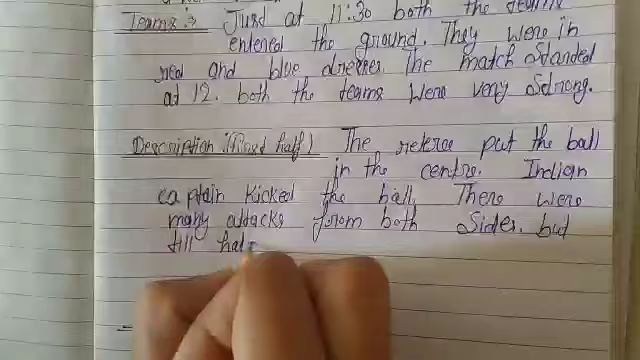 Teams :- Just at 11:30 both the teams
entered the ground. They were in
red and blue dresses. The match standed
at 12. both the teams were very strong.
Description (First half) The referee put the ball
in the centre. Indian
captain kicked the ball. There were
many attacks from both sides. but
till hal